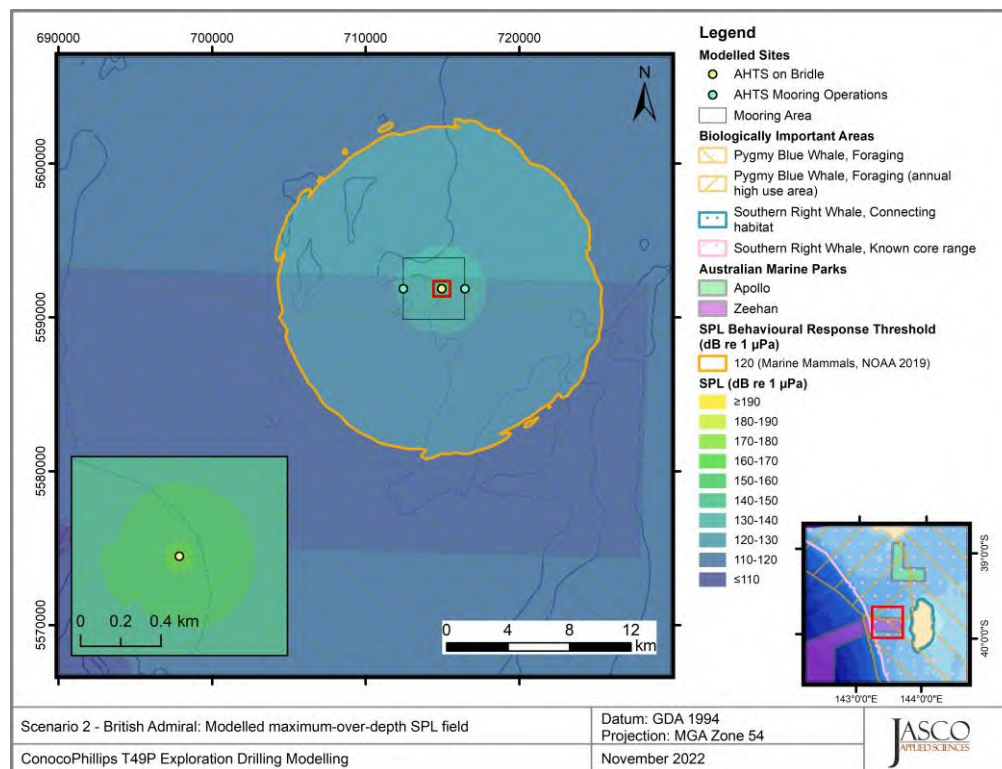 690000 700000 710000 720000
5600000
5590000
5580000
5570000
N
0 0.2 0.4 km
0 4 8 12
km
Legend
Modelled Sites
AHTS on Bridle
AHTS Mooring Operations
Mooring Area
Biologically Important Areas
Pygmy Blue Whale, Foraging
Pygmy Blue Whale, Foraging (annual
high use area)
Southern Right Whale, Connecting
habitat
Southern Right Whale, Known core range
Australian Marine Parks
Apollo
Zeehan
SPL Behavioural Response Threshold
(dB re 1 µPa)
120 (Marine Mammals, NOAA 2019)
SPL (dB re 1 µPa)
≥190
180-190
170-180
160-170
150-160
140-150
130-140
120-130
110-120
≤110
39°0'0"S
40°0'0"S
143°0'0"E 144°0'0"E
Scenario 2 - British Admiral: Modelled maximum-over-depth SPL field
ConocoPhillips T49P Exploration Drilling Modelling
Datum: GDA 1994
Projection: MGA Zone 54
November 2022
JASCO
APPLIED SCIENCES